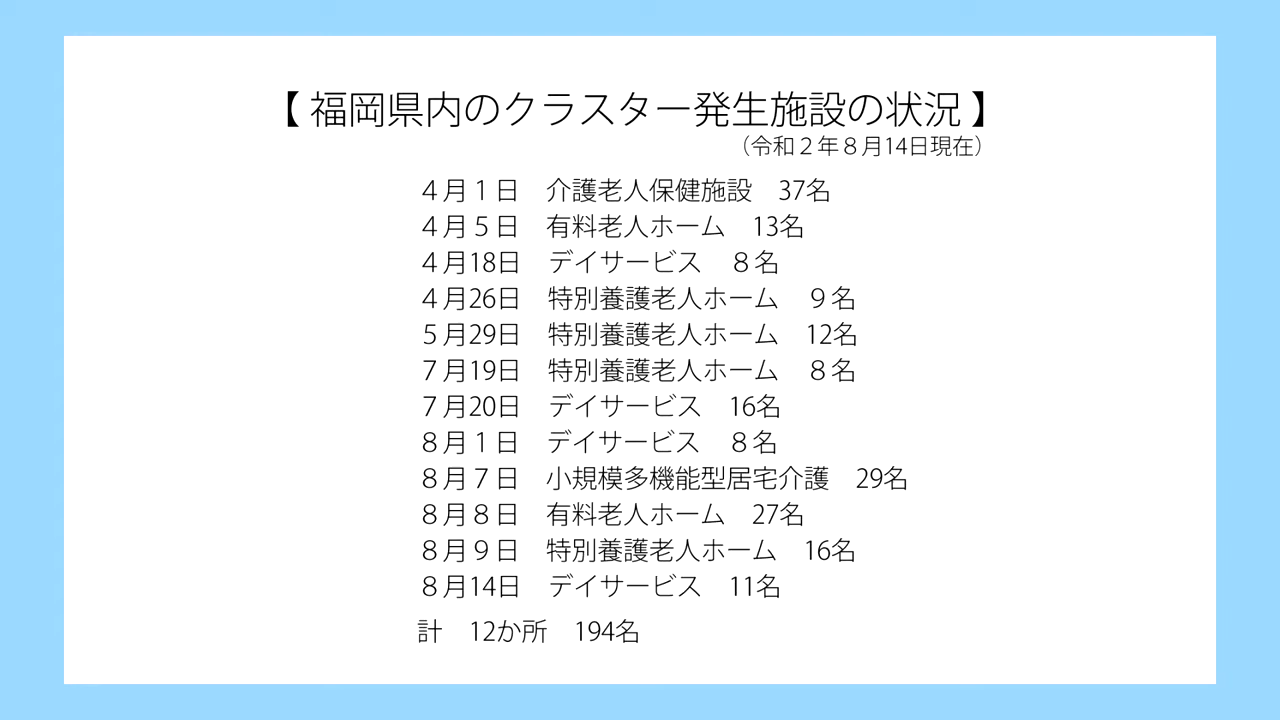 【 福岡県内のクラスター発生施設の状況 】
（令和２年８月14日現在）
４月１日　介護老人保健施設　37名
４月５日　有料老人ホーム　13名
４月18日　デイサービス　８名
４月26日　特別養護老人ホーム　９名
５月29日　特別養護老人ホーム　12名
７月19日　特別養護老人ホーム　８名
７月20日　デイサービス　16名
８月１日　デイサービス　８名
８月７日　小規模多機能型居宅介護　29名
８月８日　有料老人ホーム　27名
８月９日　特別養護老人ホーム　16名
８月14日　デイサービス　11名
計　12か所　194名